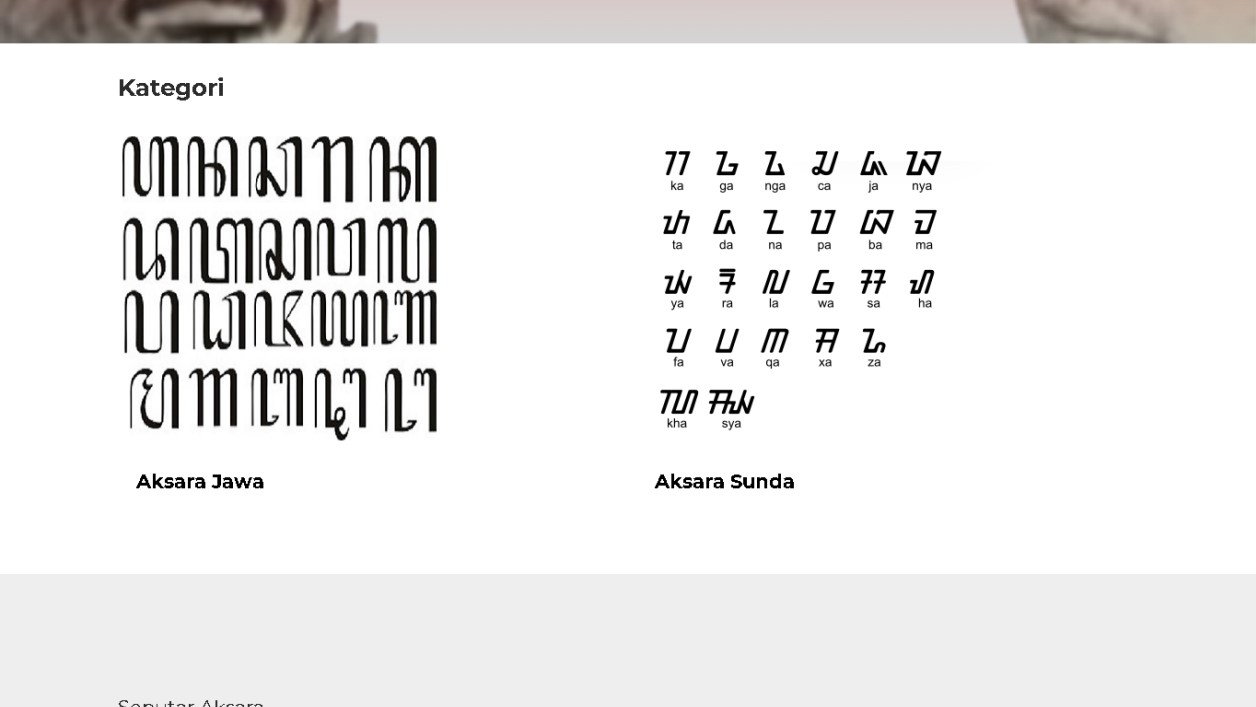 Kategori
ꦲꦤꦕꦫꦏ
ꦢꦠꦱꦮꦭ
ꦥꦝꦗꦪꦚ
ꦩꦒꦧꦛꦔ
Aksara Jawa
ᮊ ᮌ ᮍ ᮎ ᮏ ᮑ
ka ga nga ca ja nya
ᮒ ᮓ ᮔ ᮕ ᮘ ᮙ
ta da na pa ba ma
ᮚ ᮛ ᮜ ᮝ ᮞ ᮠ
ya ra la wa sa ha
ᮖ ᮗ ᮋ ᮟ ᮐ
fa va qa xa za
ᮮ ᮯ
kha sya
Aksara Sunda
Seputar Aksara